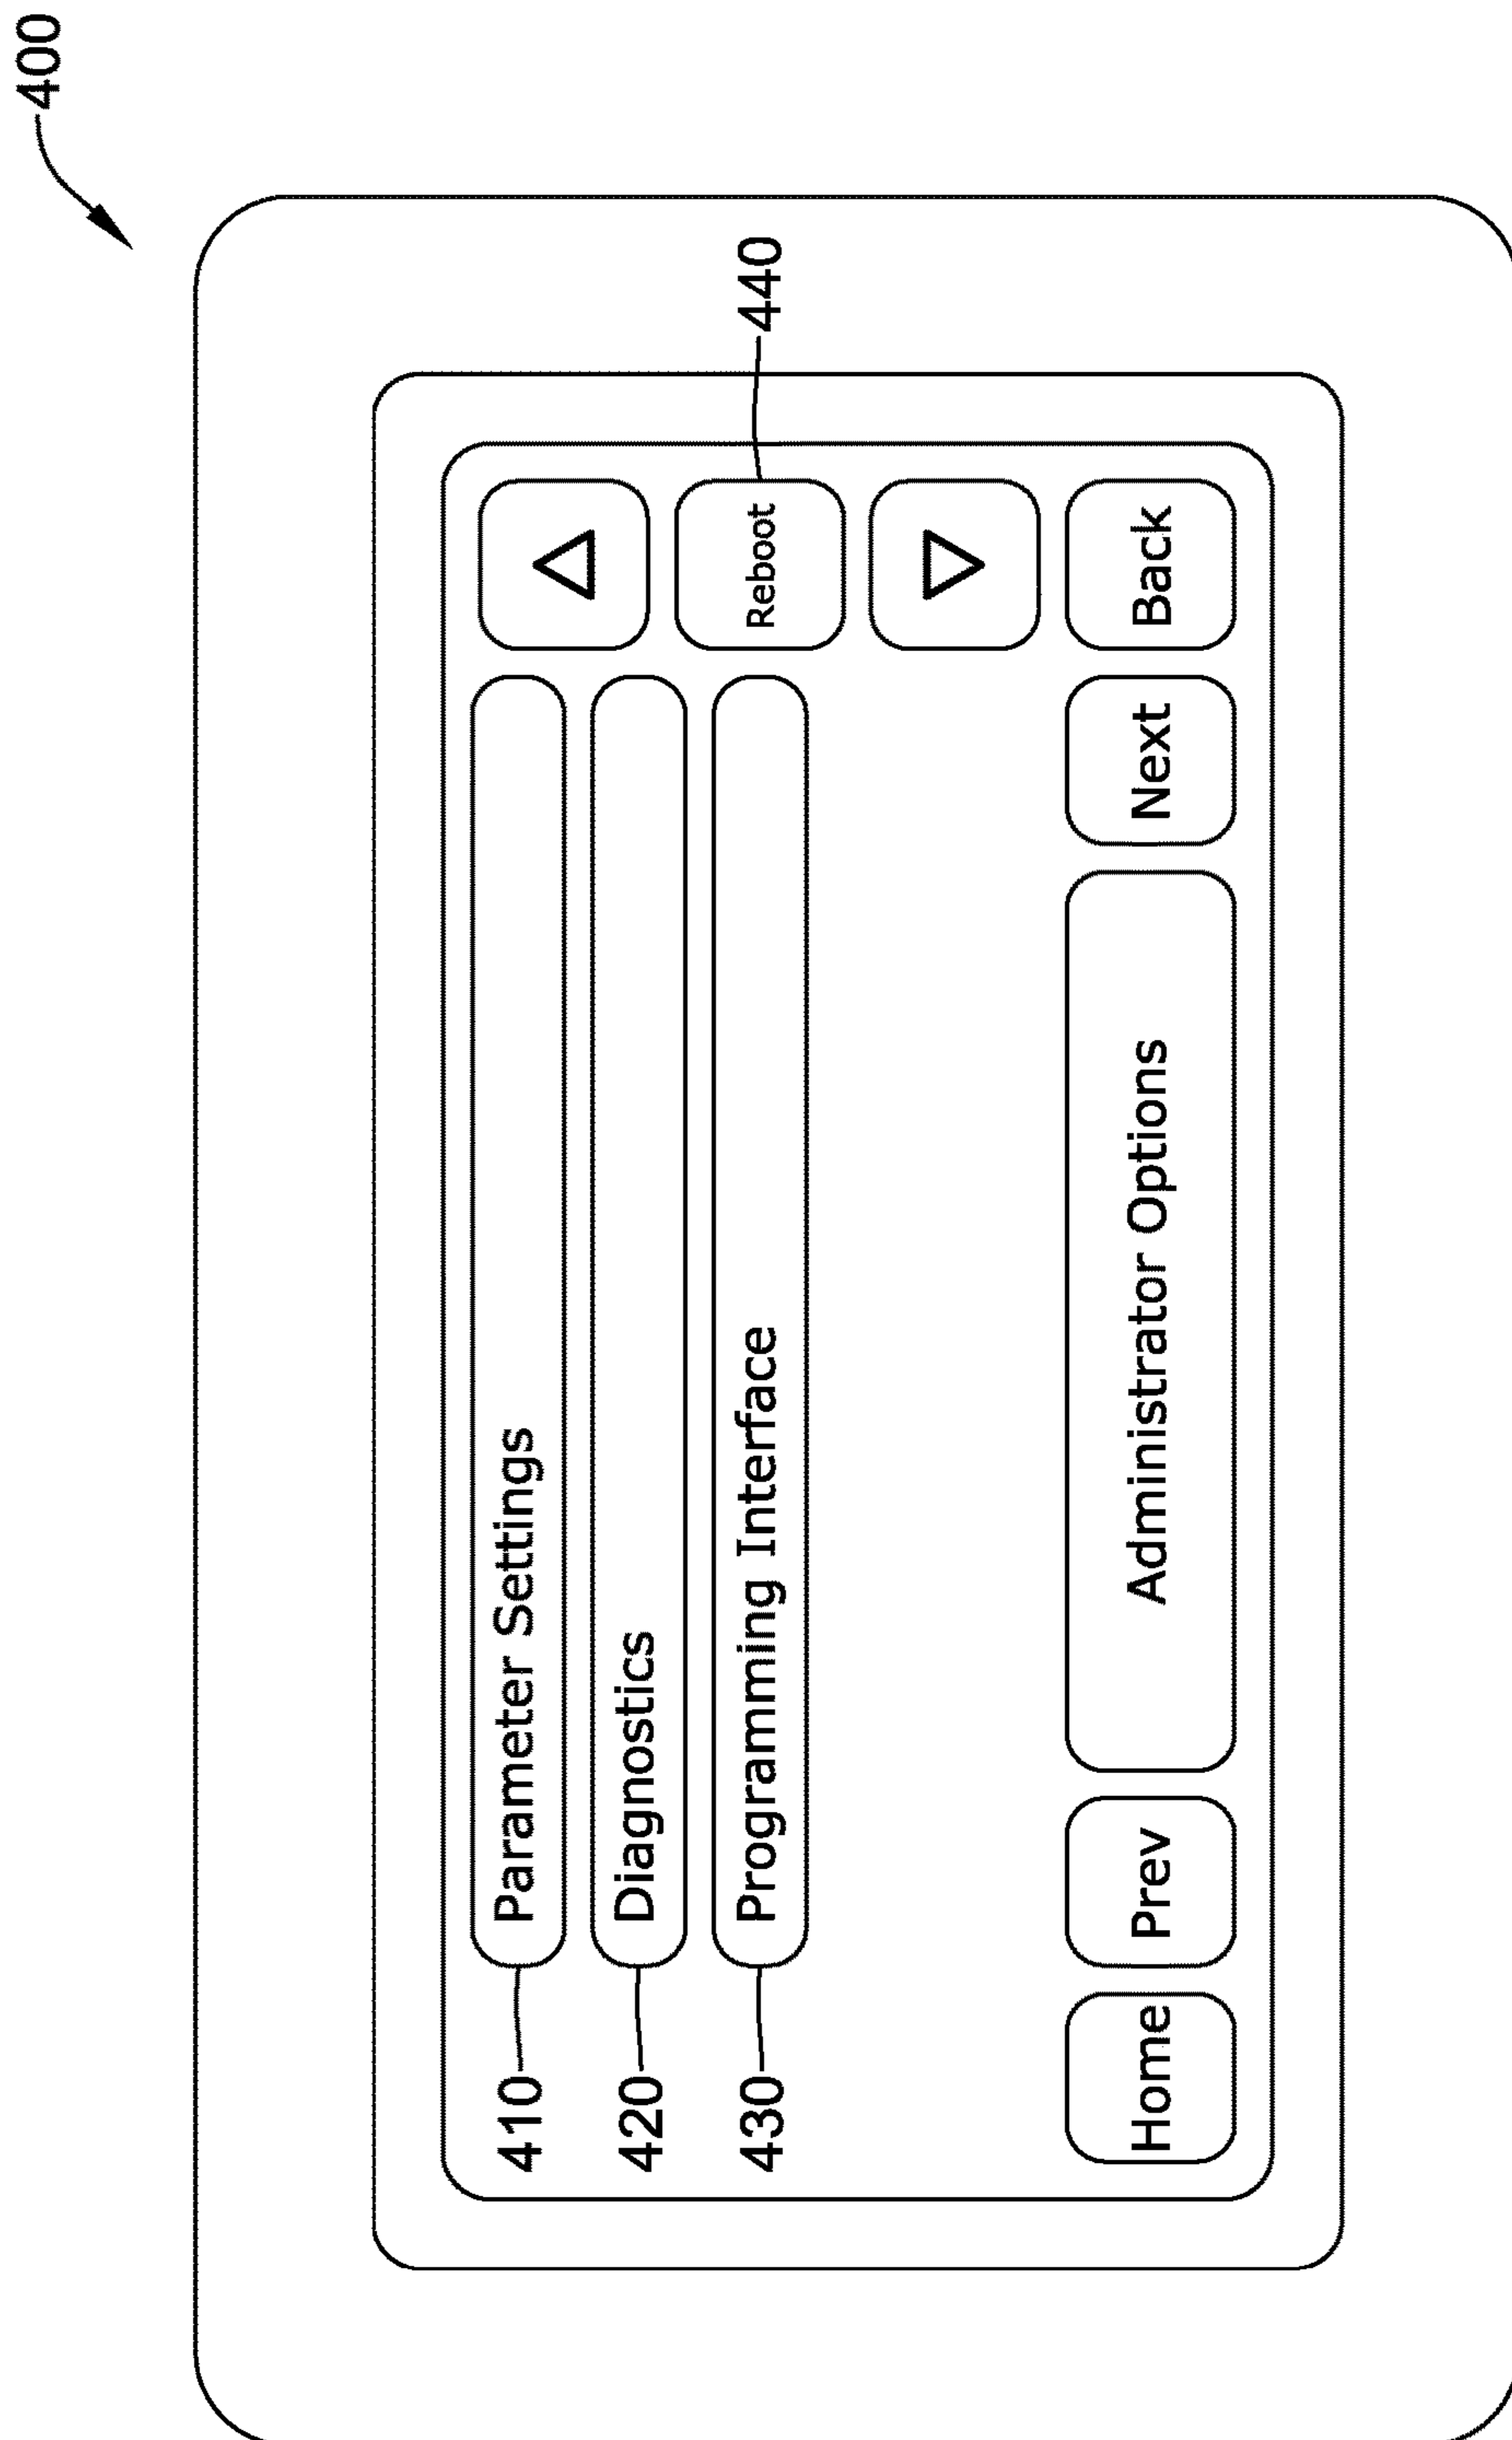 400
410 Parameter Settings
420 Diagnostics
430 Programming Interface
Reboot 440
Home Prev Administrator Options Next Back